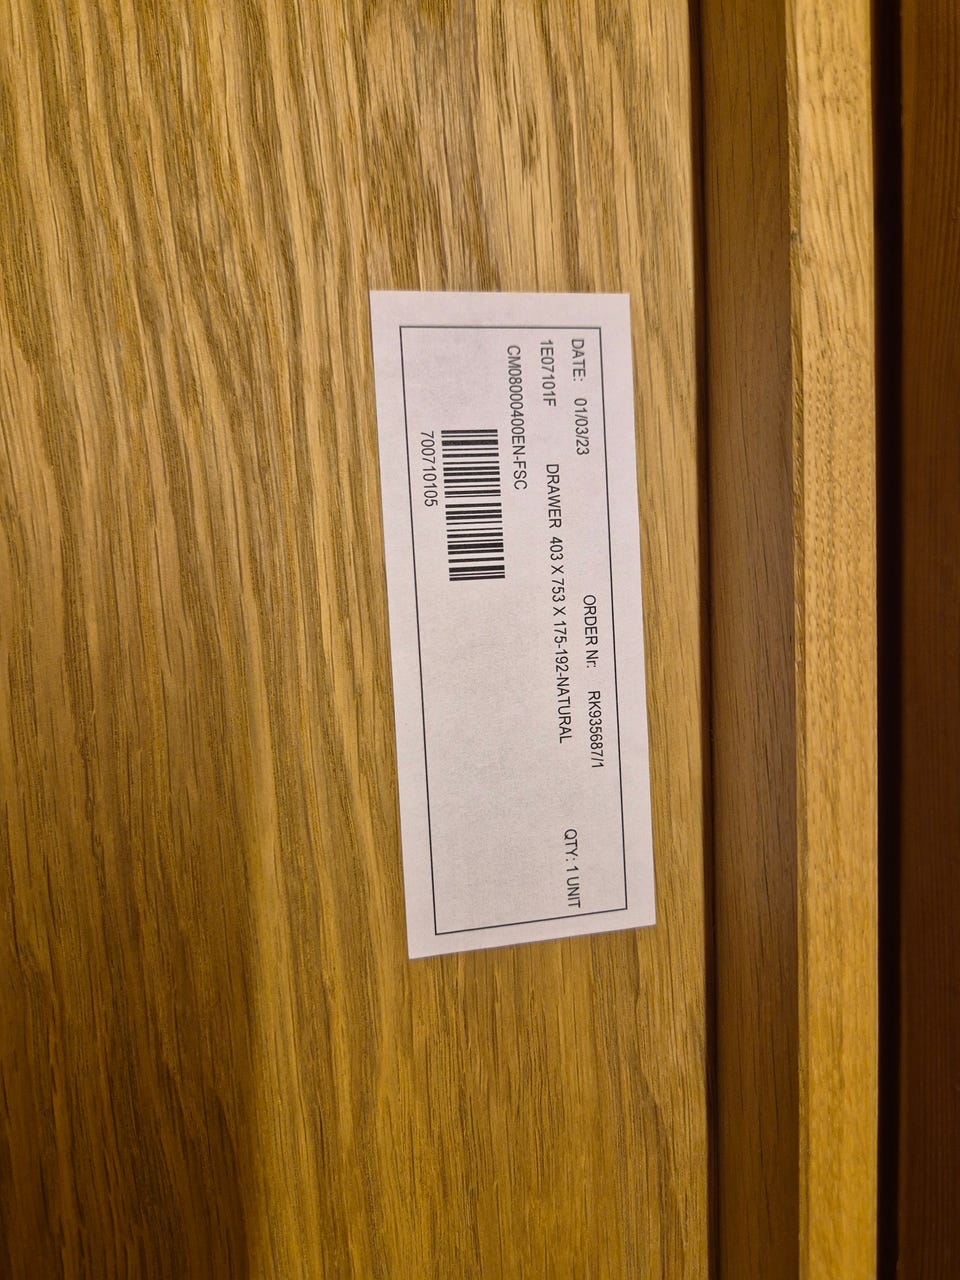 DATE: 01/03/23 ORDER Nr: RK935687/1
1E07101F DRAWER 403 X 753 X 175-192-NATURAL QTY: 1 UNIT
CM08000400EN-FSC
700710105